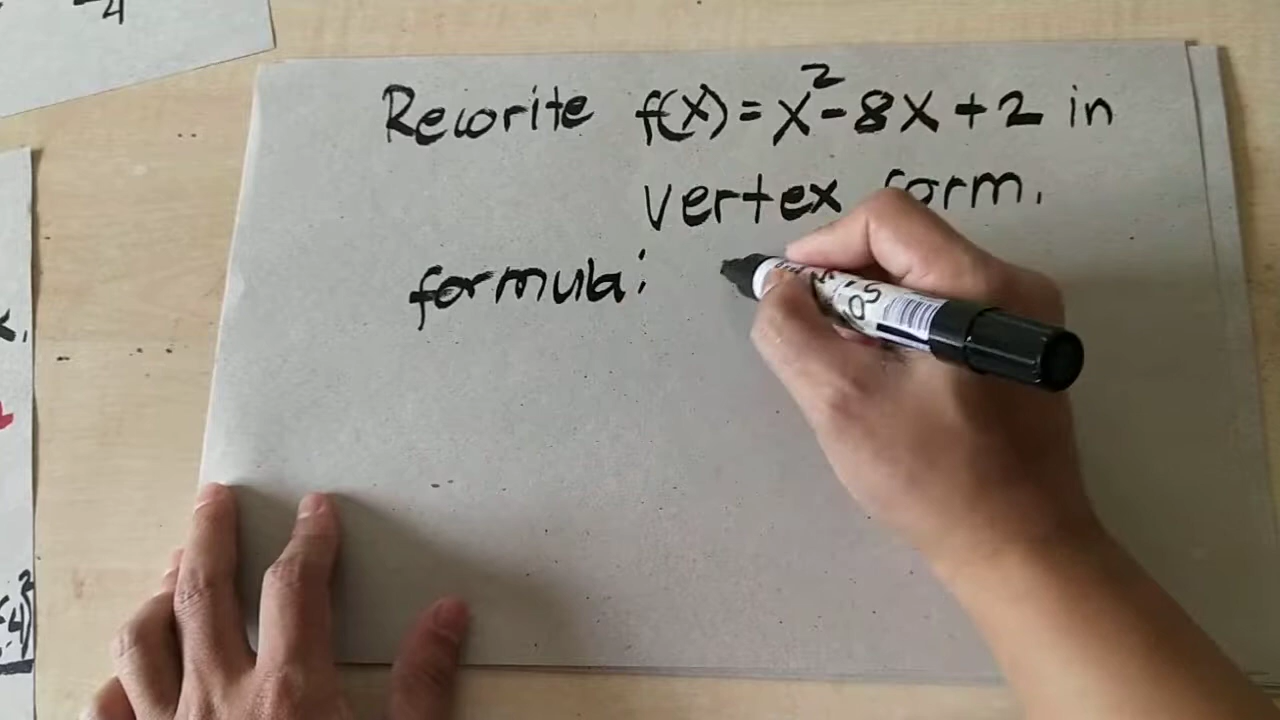 Rewrite f(x) = x² - 8x + 2 in
vertex form.
formula: